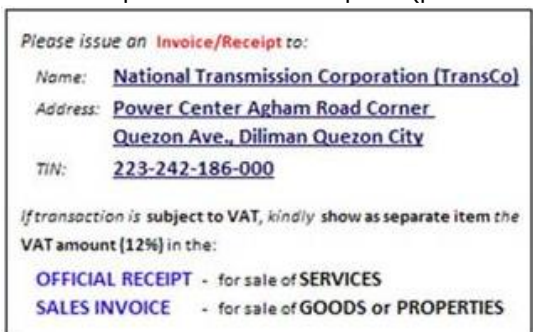 Please issue an Invoice/Receipt to:
Name: National Transmission Corporation (TransCo)
Address: Power Center Agham Road Corner
Quezon Ave., Diliman Quezon City
TIN: 223-242-186-000
If transaction is subject to VAT, kindly show as separate item the
VAT amount (12%) in the:
OFFICIAL RECEIPT - for sale of SERVICES
SALES INVOICE - for sale of GOODS or PROPERTIES